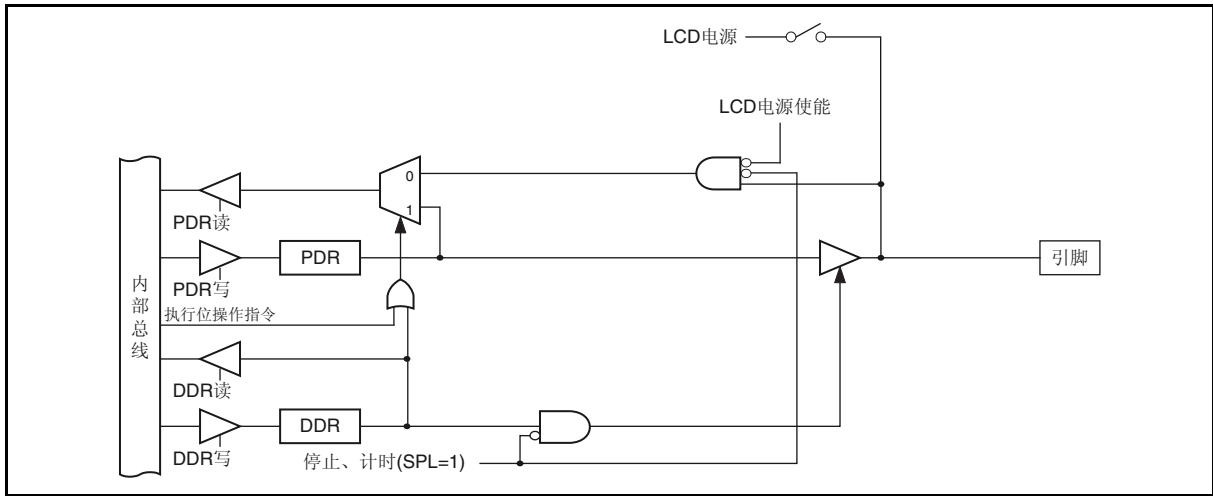 LCD电源
LCD电源使能
0
1
PDR读
PDR
PDR写
引脚
内部总线
执行位操作指令
DDR读
DDR
DDR写
停止、计时(SPL=1)